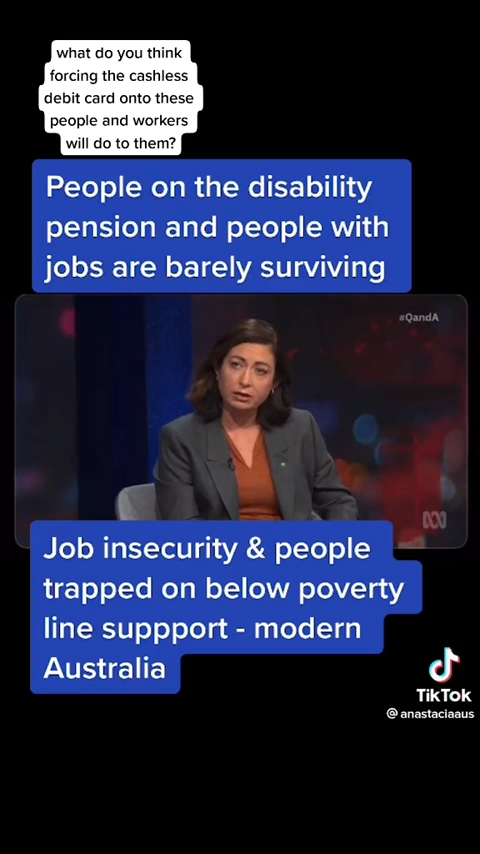 what do you think
forcing the cashless
debit card onto these
people and workers
will do to them?
People on the disability
pension and people with
jobs are barely surviving
#QandA
Job insecurity & people
trapped on below poverty
line suppport - modern
Australia
TikTok
@anastaciaaus